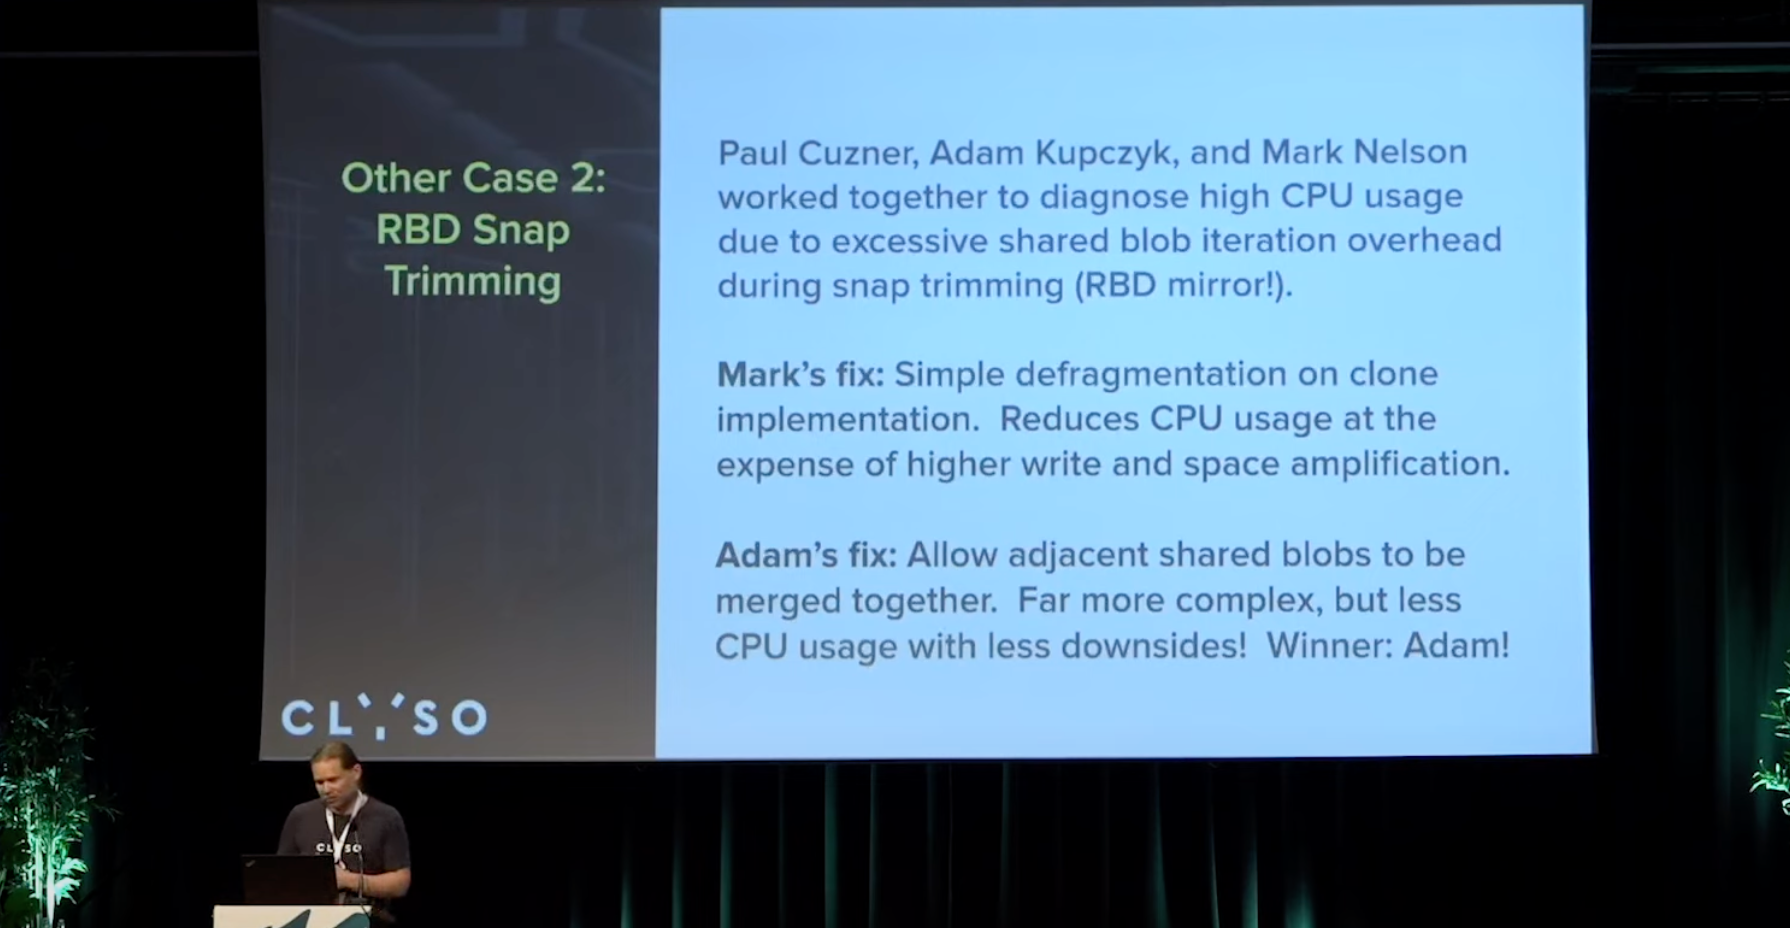 Other Case 2:
RBD Snap
Trimming
Paul Cuzner, Adam Kupczyk, and Mark Nelson
worked together to diagnose high CPU usage
due to excessive shared blob iteration overhead
during snap trimming (RBD mirror!).
Mark's fix: Simple defragmentation on clone
implementation.  Reduces CPU usage at the
expense of higher write and space amplification.
Adam's fix: Allow adjacent shared blobs to be
merged together.  Far more complex, but less
CPU usage with less downsides!  Winner: Adam!
CLYSO
CLYSO